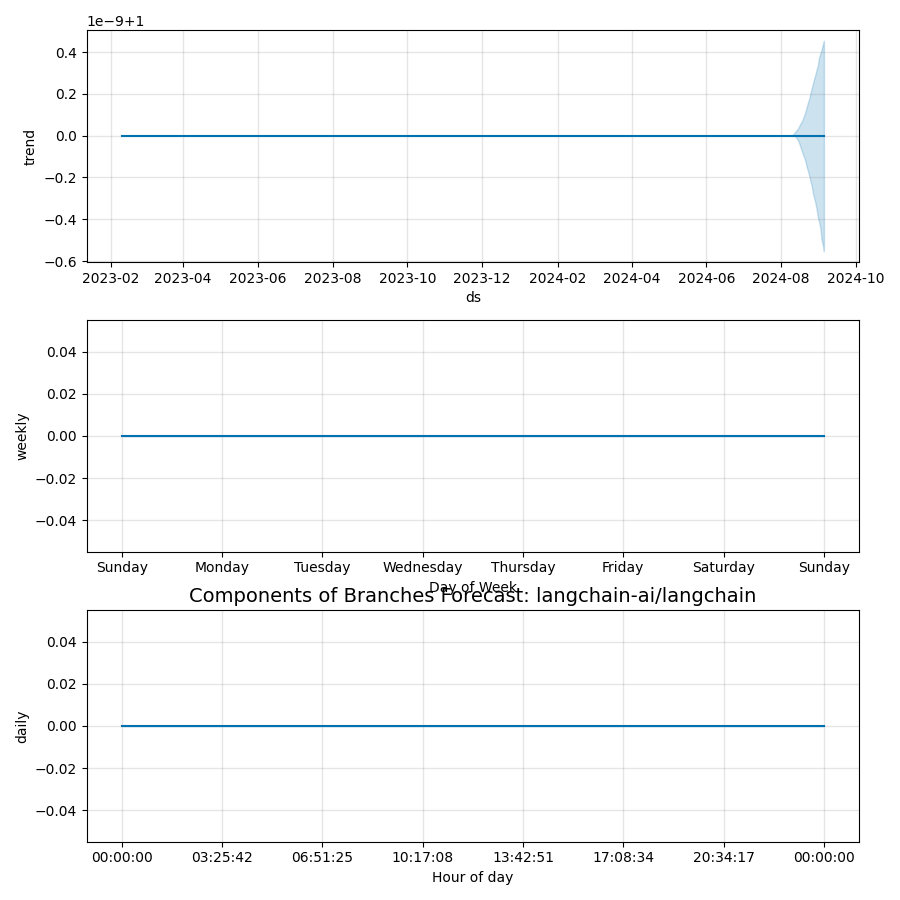 1e−9+1
0.4
0.2
0.0
−0.2
−0.4
−0.6
trend
2023-02 2023-04 2023-06 2023-08 2023-10 2023-12 2024-02 2024-04 2024-06 2024-08 2024-10
ds
0.04
0.02
0.00
−0.02
−0.04
weekly
Sunday Monday Tuesday Wednesday Thursday Friday Saturday Sunday
Day of Week
Components of Branches Forecast: langchain-ai/langchain
0.04
0.02
0.00
−0.02
−0.04
daily
00:00:00 03:25:42 06:51:25 10:17:08 13:42:51 17:08:34 20:34:17 00:00:00
Hour of day